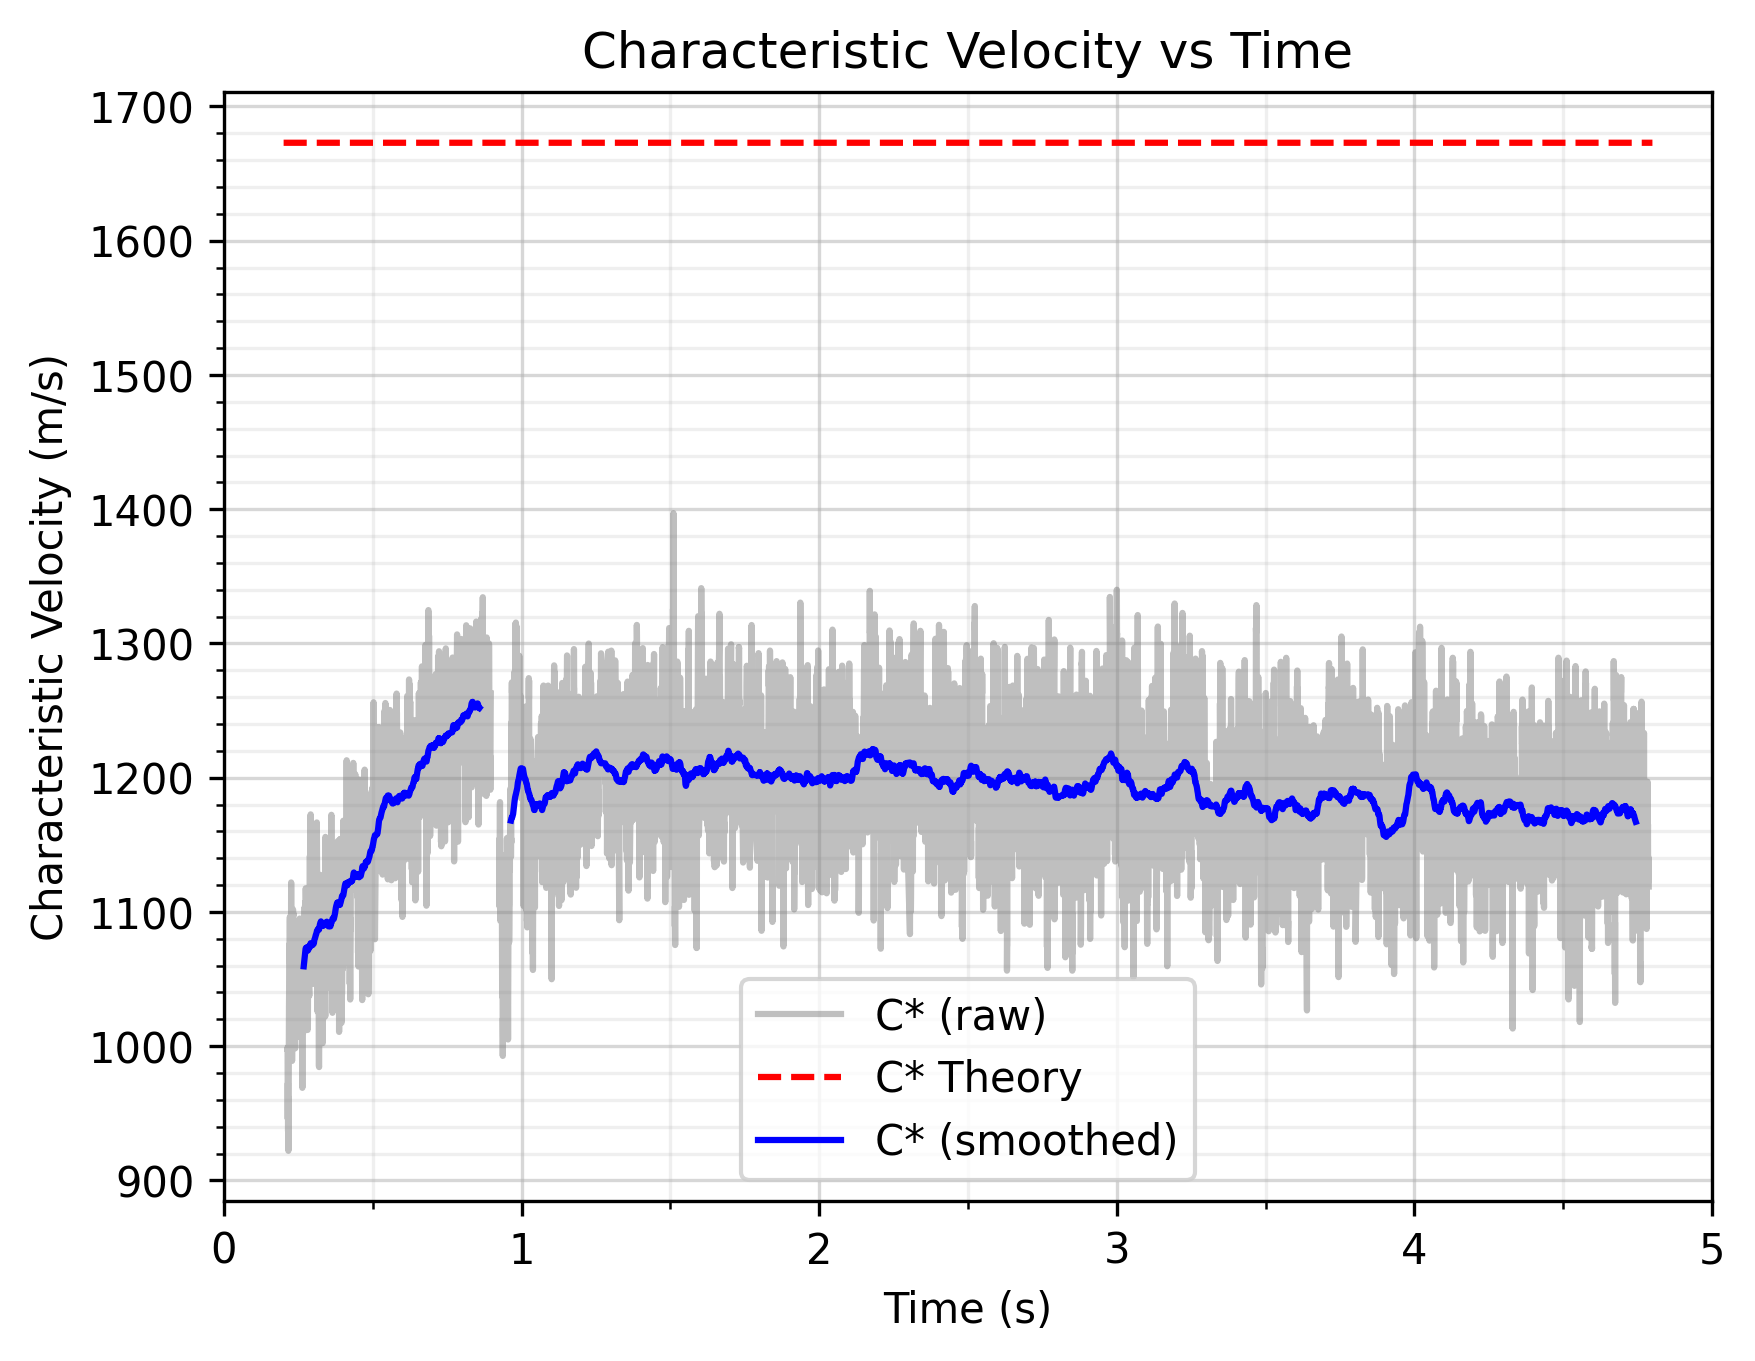 Characteristic Velocity vs Time
Characteristic Velocity (m/s)
1700
1600
1500
1400
1300
1200
1100
1000
900
C* (raw)
C* Theory
C* (smoothed)
0 1 2 3 4 5
Time (s)